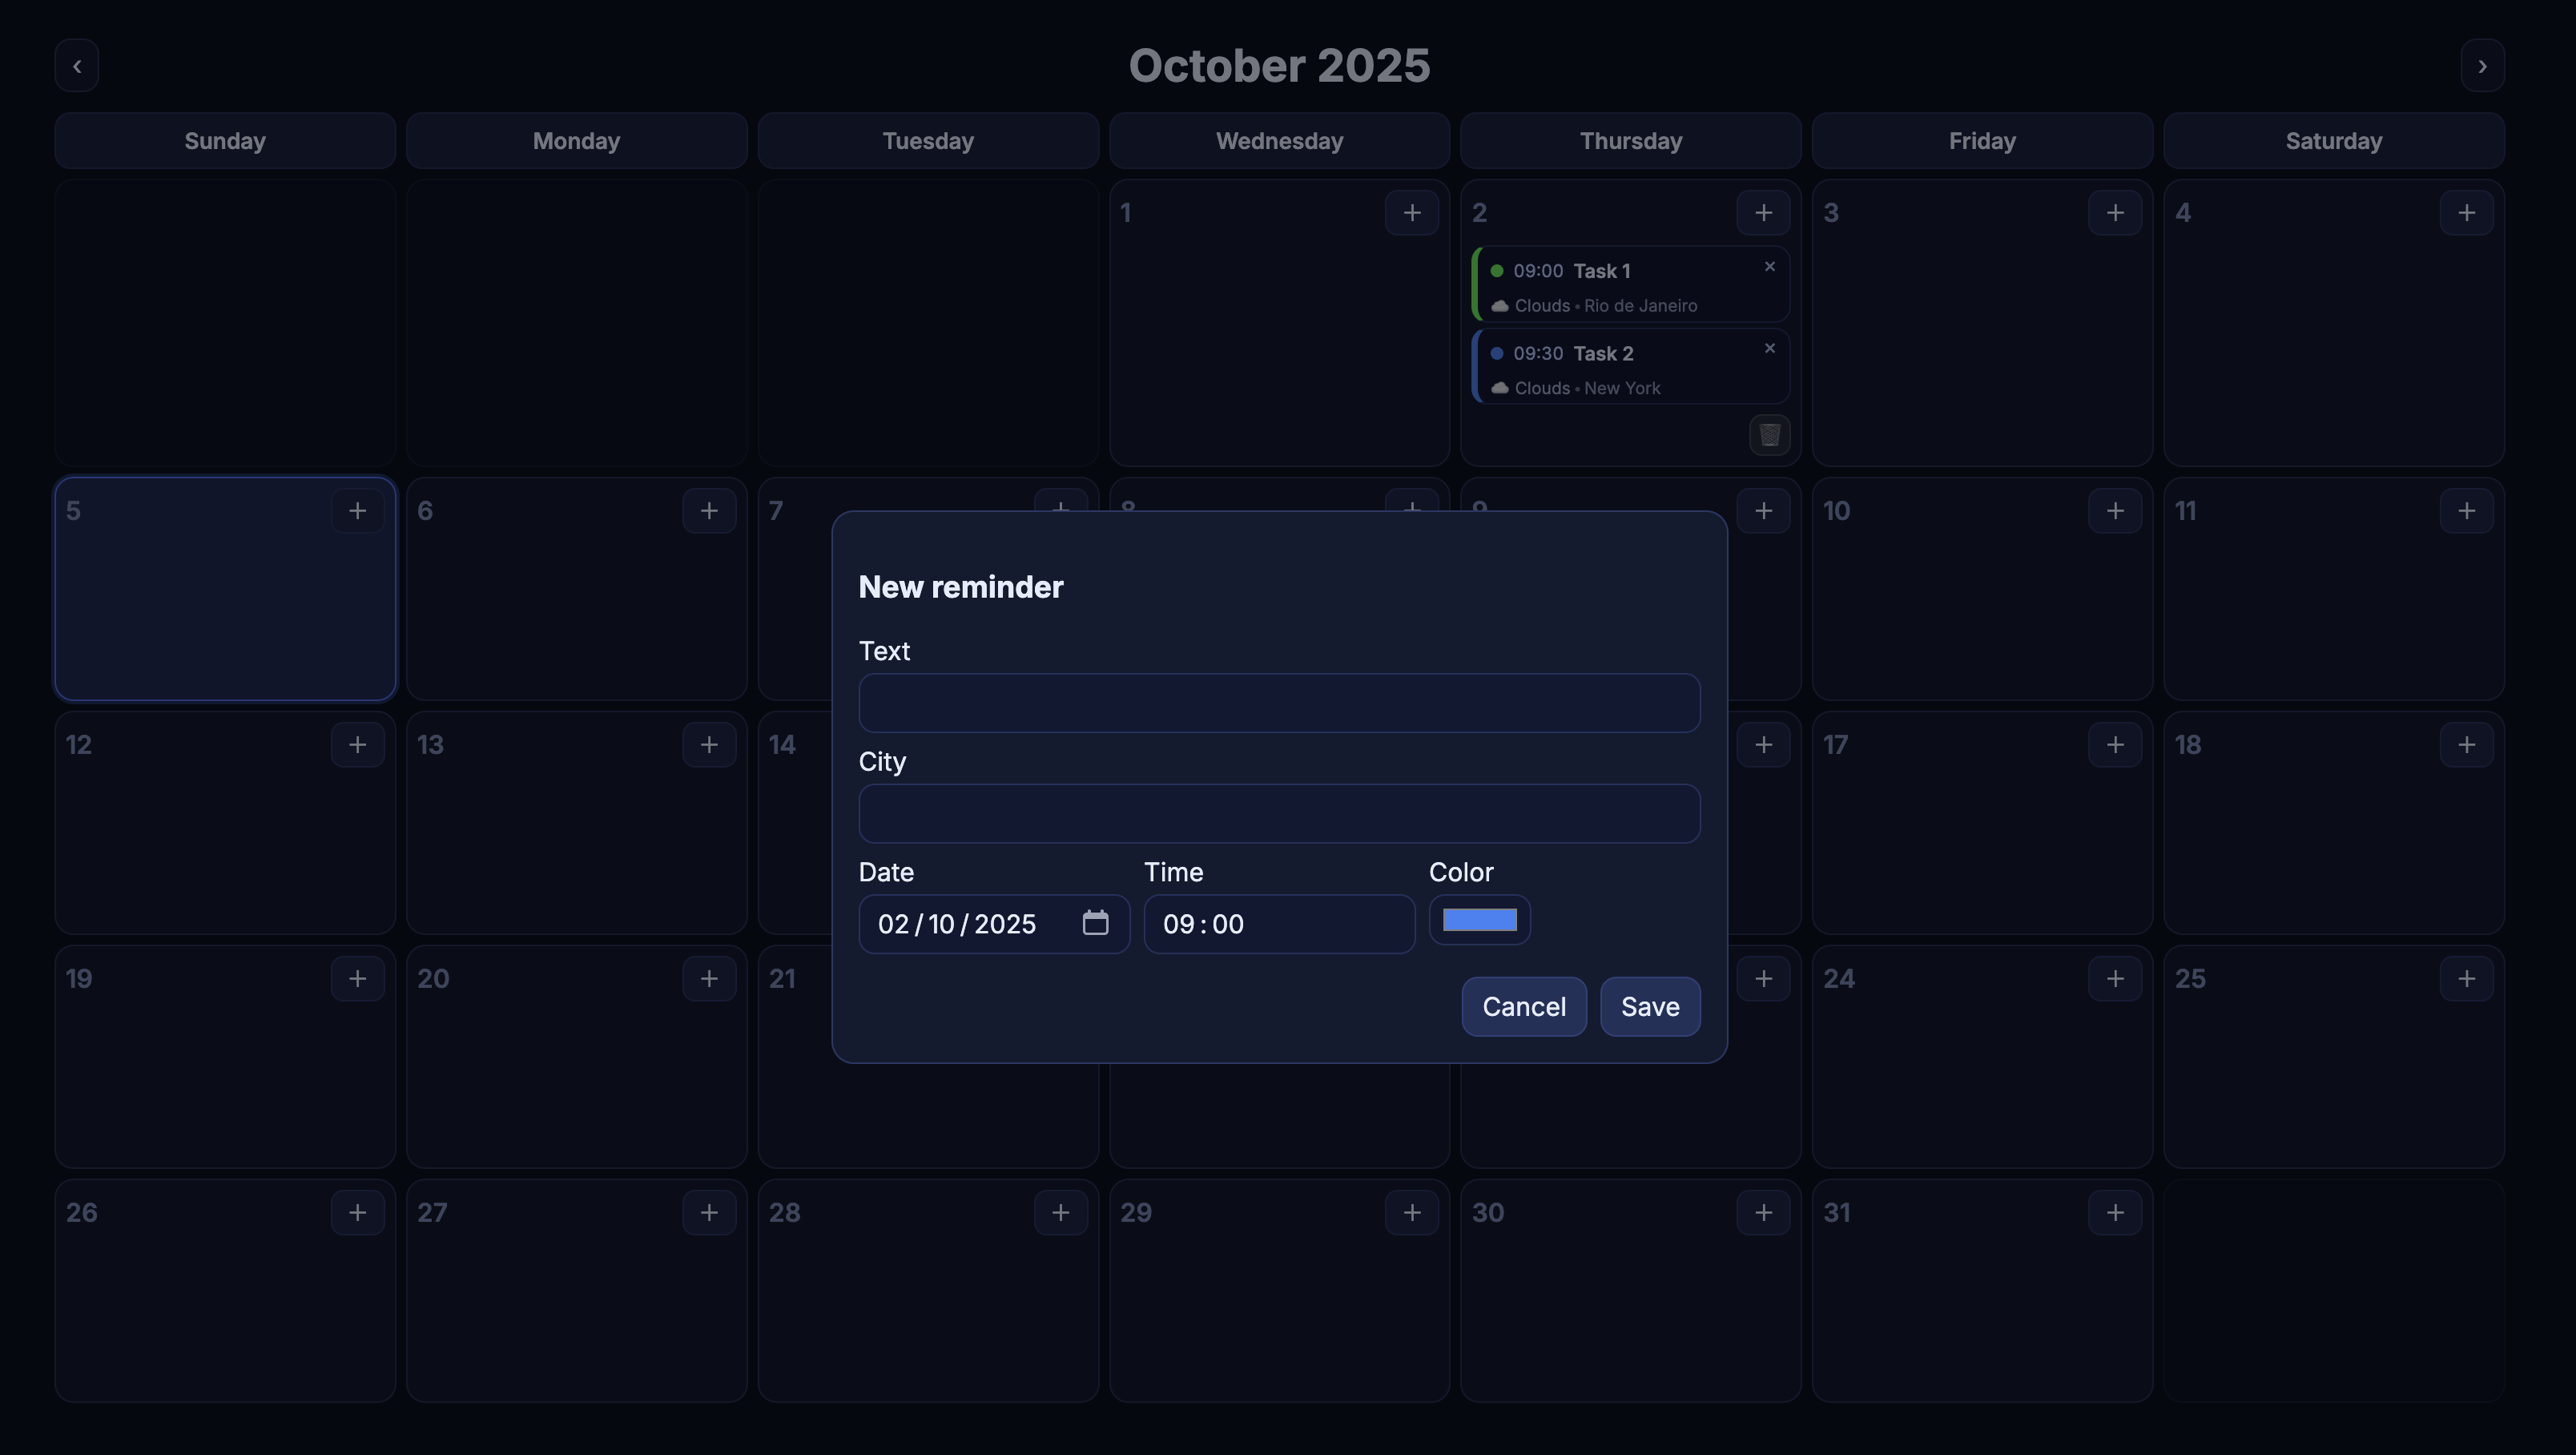 ‹ October 2025 ›
Sunday Monday Tuesday Wednesday Thursday Friday Saturday
1 + 2 + 3 + 4 +
09:00 Task 1 ×
Clouds • Rio de Janeiro
09:30 Task 2 ×
Clouds • New York
5 + 6 + 7 + 8 + 9 + 10 + 11 +
New reminder
Text
City
Date Time Color
02/10/2025 09:00
Cancel Save
12 + 13 + 14 + 17 + 18 +
19 + 20 + 21 + 24 + 25 +
26 + 27 + 28 + 29 + 30 + 31 +